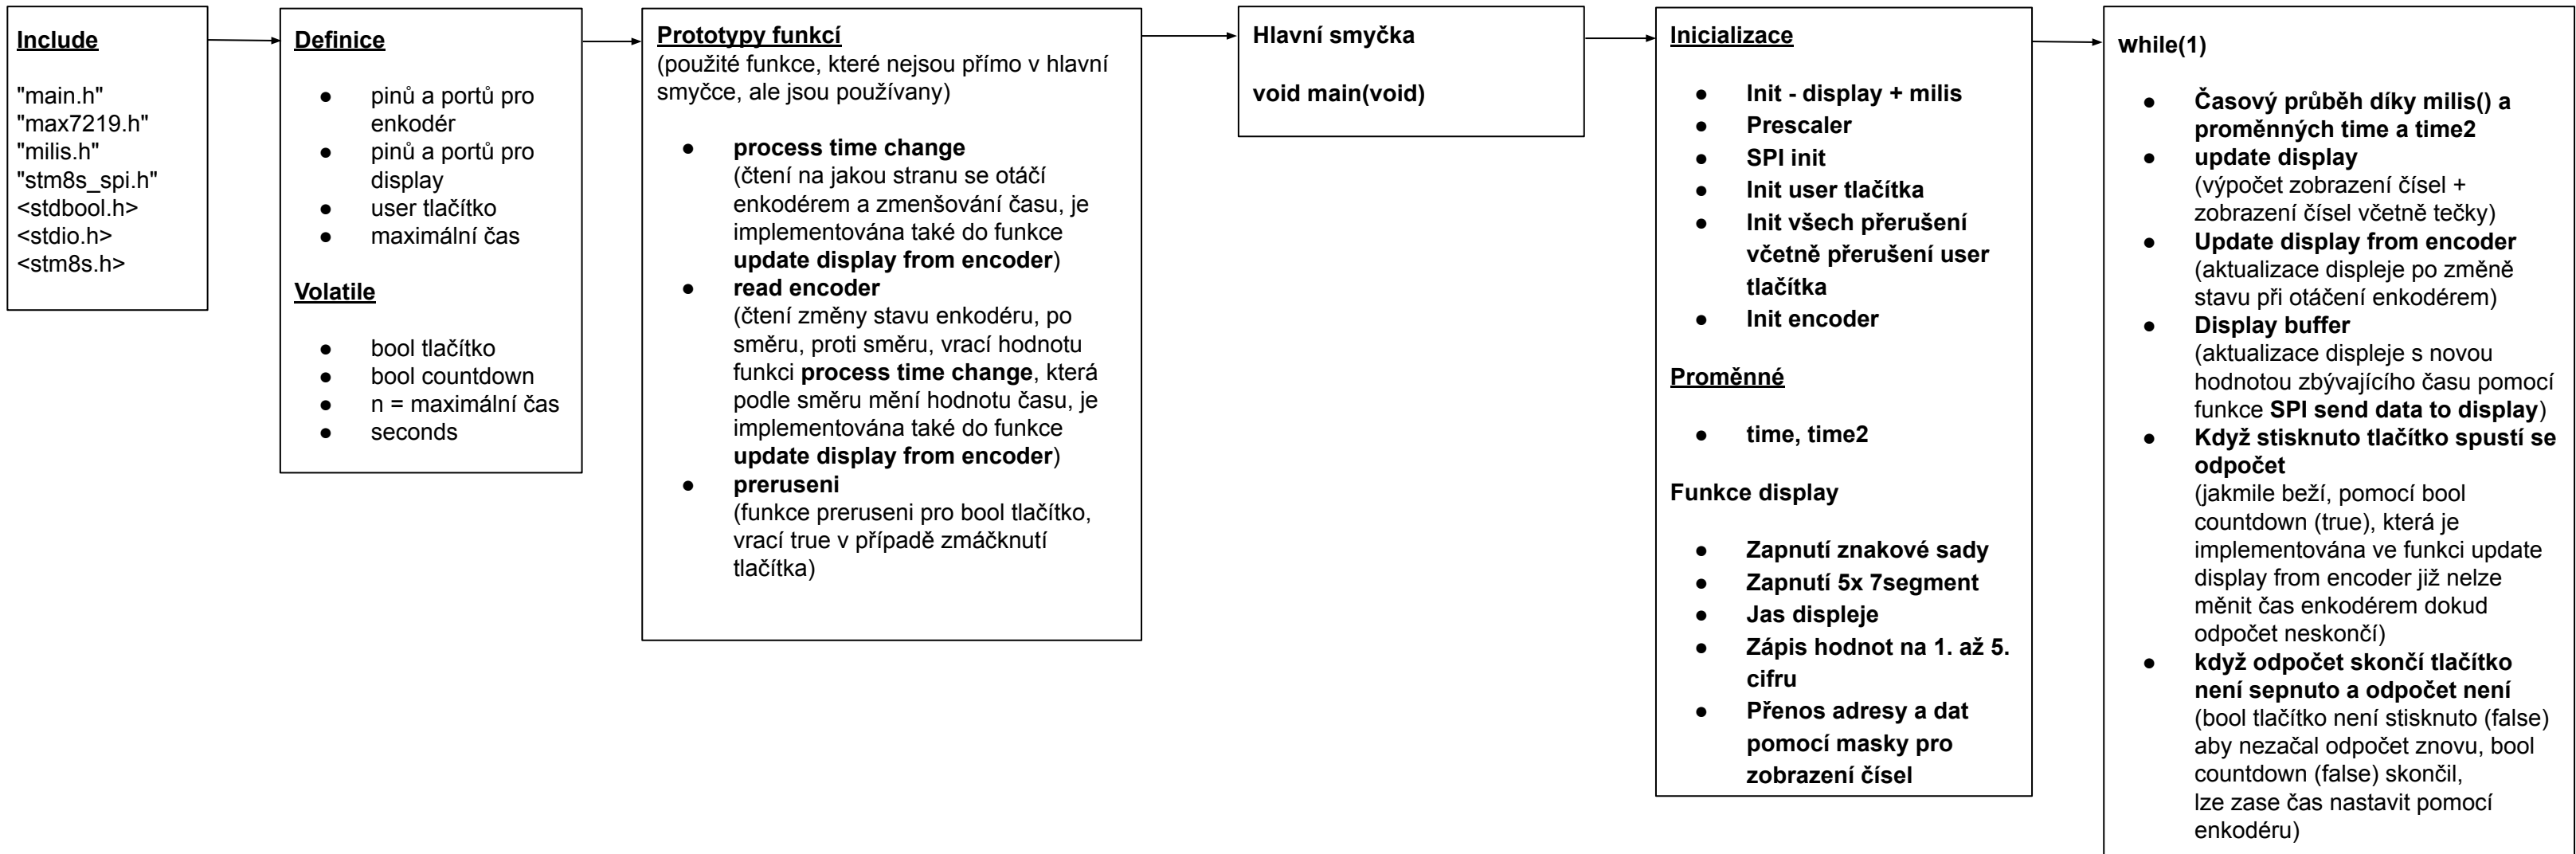 Include
"main.h"
"max7219.h"
"milis.h"
"stm8s_spi.h"
<stdbool.h>
<stdio.h>
<stm8s.h>
Definice
● pinů a portů pro
enkodér
● pinů a portů pro
display
● user tlačítko
● maximální čas
Volatile
● bool tlačítko
● bool countdown
● n = maximální čas
● seconds
Prototypy funkcí
(použité funkce, které nejsou přímo v hlavní
smyčce, ale jsou používany)
● process time change
(čtení na jakou stranu se otáčí
enkodérem a zmenšování času, je
implementována také do funkce
update display from encoder)
● read encoder
(čtení změny stavu enkodéru, po
směru, proti směru, vrací hodnotu
funkci process time change, která
podle směru mění hodnotu času, je
implementována také do funkce
update display from encoder)
● preruseni
(funkce preruseni pro bool tlačítko,
vrací true v případě zmáčknutí
tlačítka)
Hlavní smyčka
void main(void)
Inicializace
● Init - display + milis
● Prescaler
● SPI init
● Init user tlačítka
● Init všech přerušení
včetně přerušení user
tlačítka
● Init encoder
Proměnné
● time, time2
Funkce display
● Zapnutí znakové sady
● Zapnutí 5x 7segment
● Jas displeje
● Zápis hodnot na 1. až 5.
cifru
● Přenos adresy a dat
pomocí masky pro
zobrazení čísel
while(1)
● Časový průběh díky milis() a
proměnných time a time2
● update display
(výpočet zobrazení čísel +
zobrazení čísel včetně tečky)
● Update display from encoder
(aktualizace displeje po změně
stavu při otáčení enkodérem)
● Display buffer
(aktualizace displeje s novou
hodnotou zbývajícího času pomocí
funkce SPI send data to display)
● Když stisknuto tlačítko spustí se
odpočet
(jakmile beží, pomocí bool
countdown (true), která je
implementována ve funkci update
display from encoder již nelze
měnit čas enkodérem dokud
odpočet neskončí)
● když odpočet skončí tlačítko
není sepnuto a odpočet není
(bool tlačítko není stisknuto (false)
aby nezačal odpočet znovu, bool
countdown (false) skončil,
lze zase čas nastavit pomocí
enkodéru)